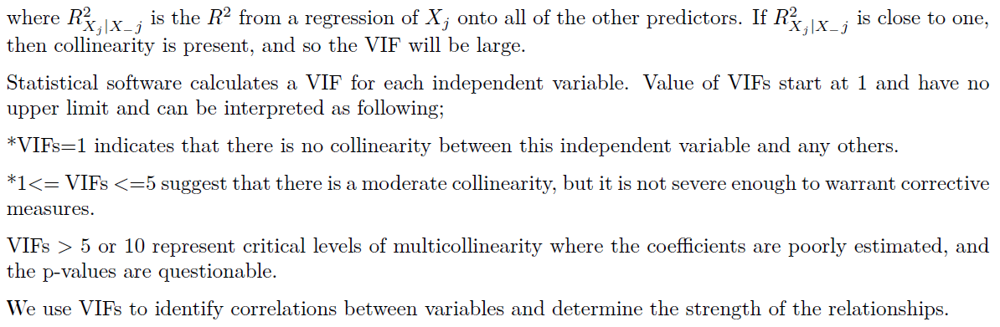 where $R^2_{X_j|X_{-j}}$ is the $R^2$ from a regression of $X_j$ onto all of the other predictors. If $R^2_{X_j|X_{-j}}$ is close to one,
then collinearity is present, and so the VIF will be large.
Statistical software calculates a VIF for each independent variable. Value of VIFs start at 1 and have no
upper limit and can be interpreted as following;
*VIFs=1 indicates that there is no collinearity between this independent variable and any others.
*1<= VIFs <=5 suggest that there is a moderate collinearity, but it is not severe enough to warrant corrective
measures.
VIFs > 5 or 10 represent critical levels of multicollinearity where the coefficients are poorly estimated, and
the p-values are questionable.
We use VIFs to identify correlations between variables and determine the strength of the relationships.